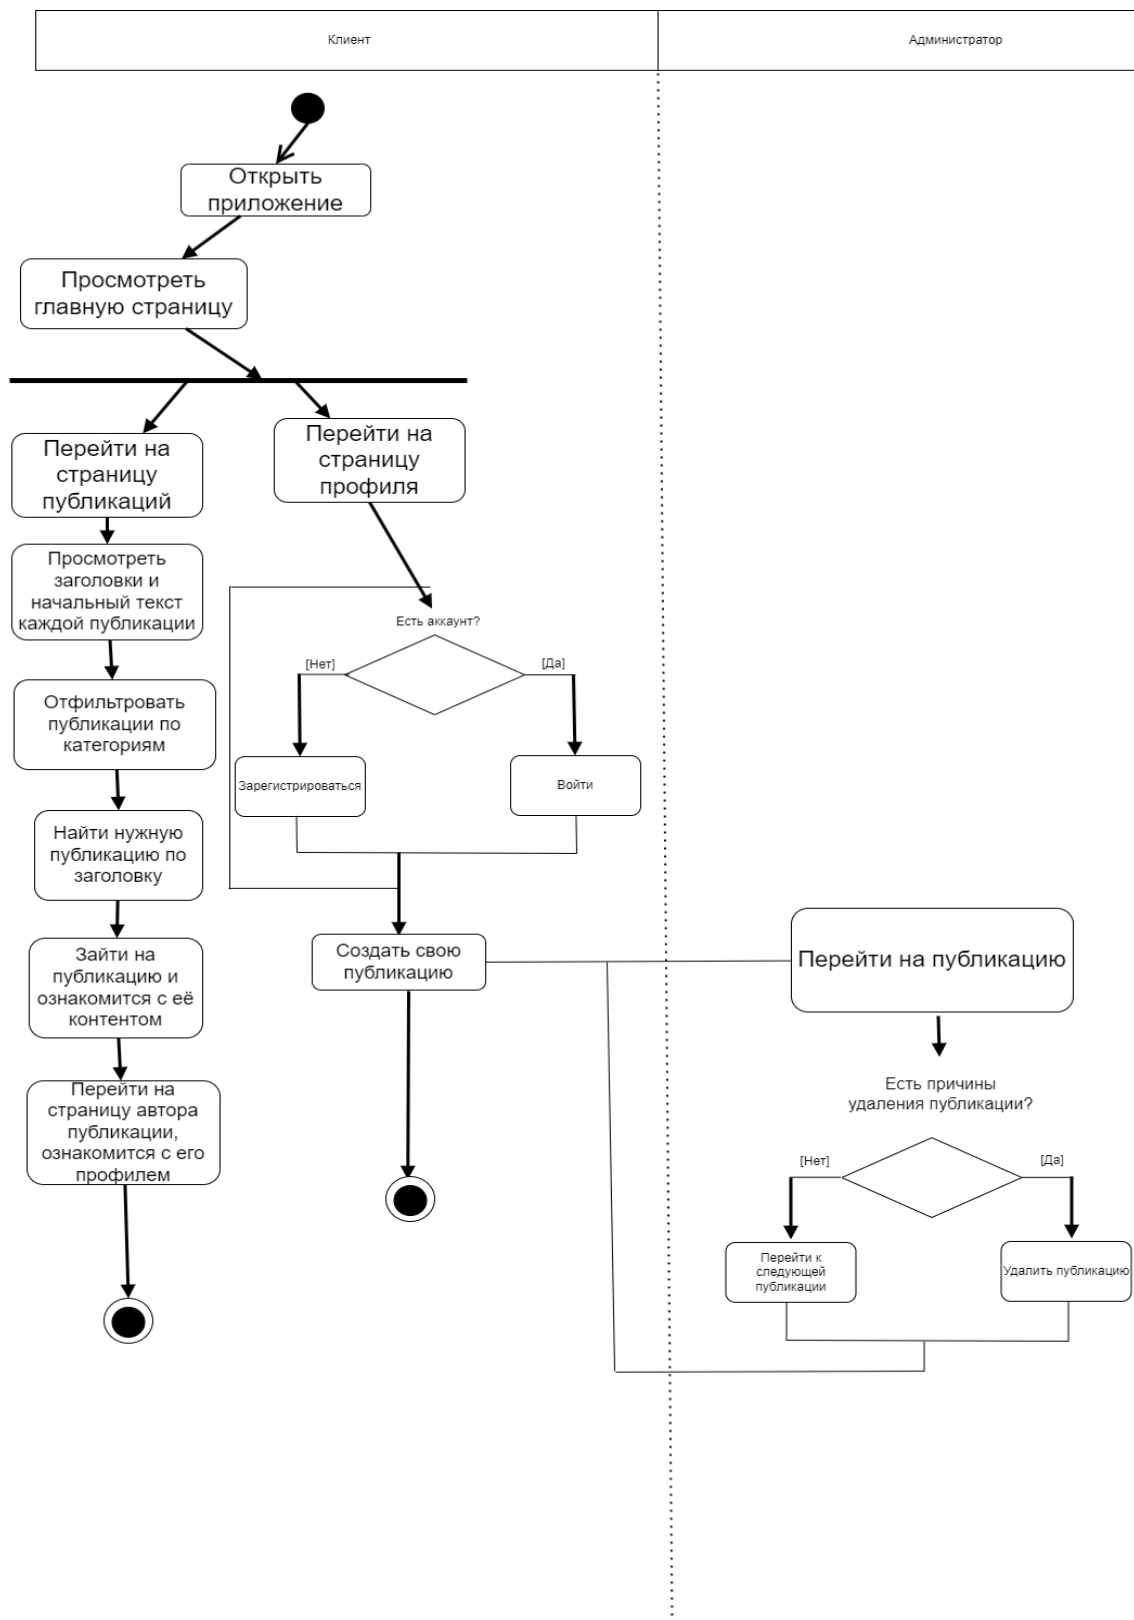 Клиент
Администратор
Открыть
приложение
Просмотреть
главную страницу
Перейти на
страницу
публикаций
Перейти на
страницу
профиля
Просмотреть
заголовки и
начальный текст
каждой публикации
Есть аккаунт?
[Нет]
[Да]
Отфильтровать
публикации по
категориям
Зарегистрироваться
Войти
Найти нужную
публикацию по
заголовку
Создать свою
публикацию
Перейти на публикацию
Зайти на
публикацию и
ознакомится с её
контентом
Перейти на
страницу автора
публикации,
ознакомится с его
профилем
Есть причины
удаления публикации?
[Нет]
[Да]
Перейти к
следующей
публикации
Удалить публикацию